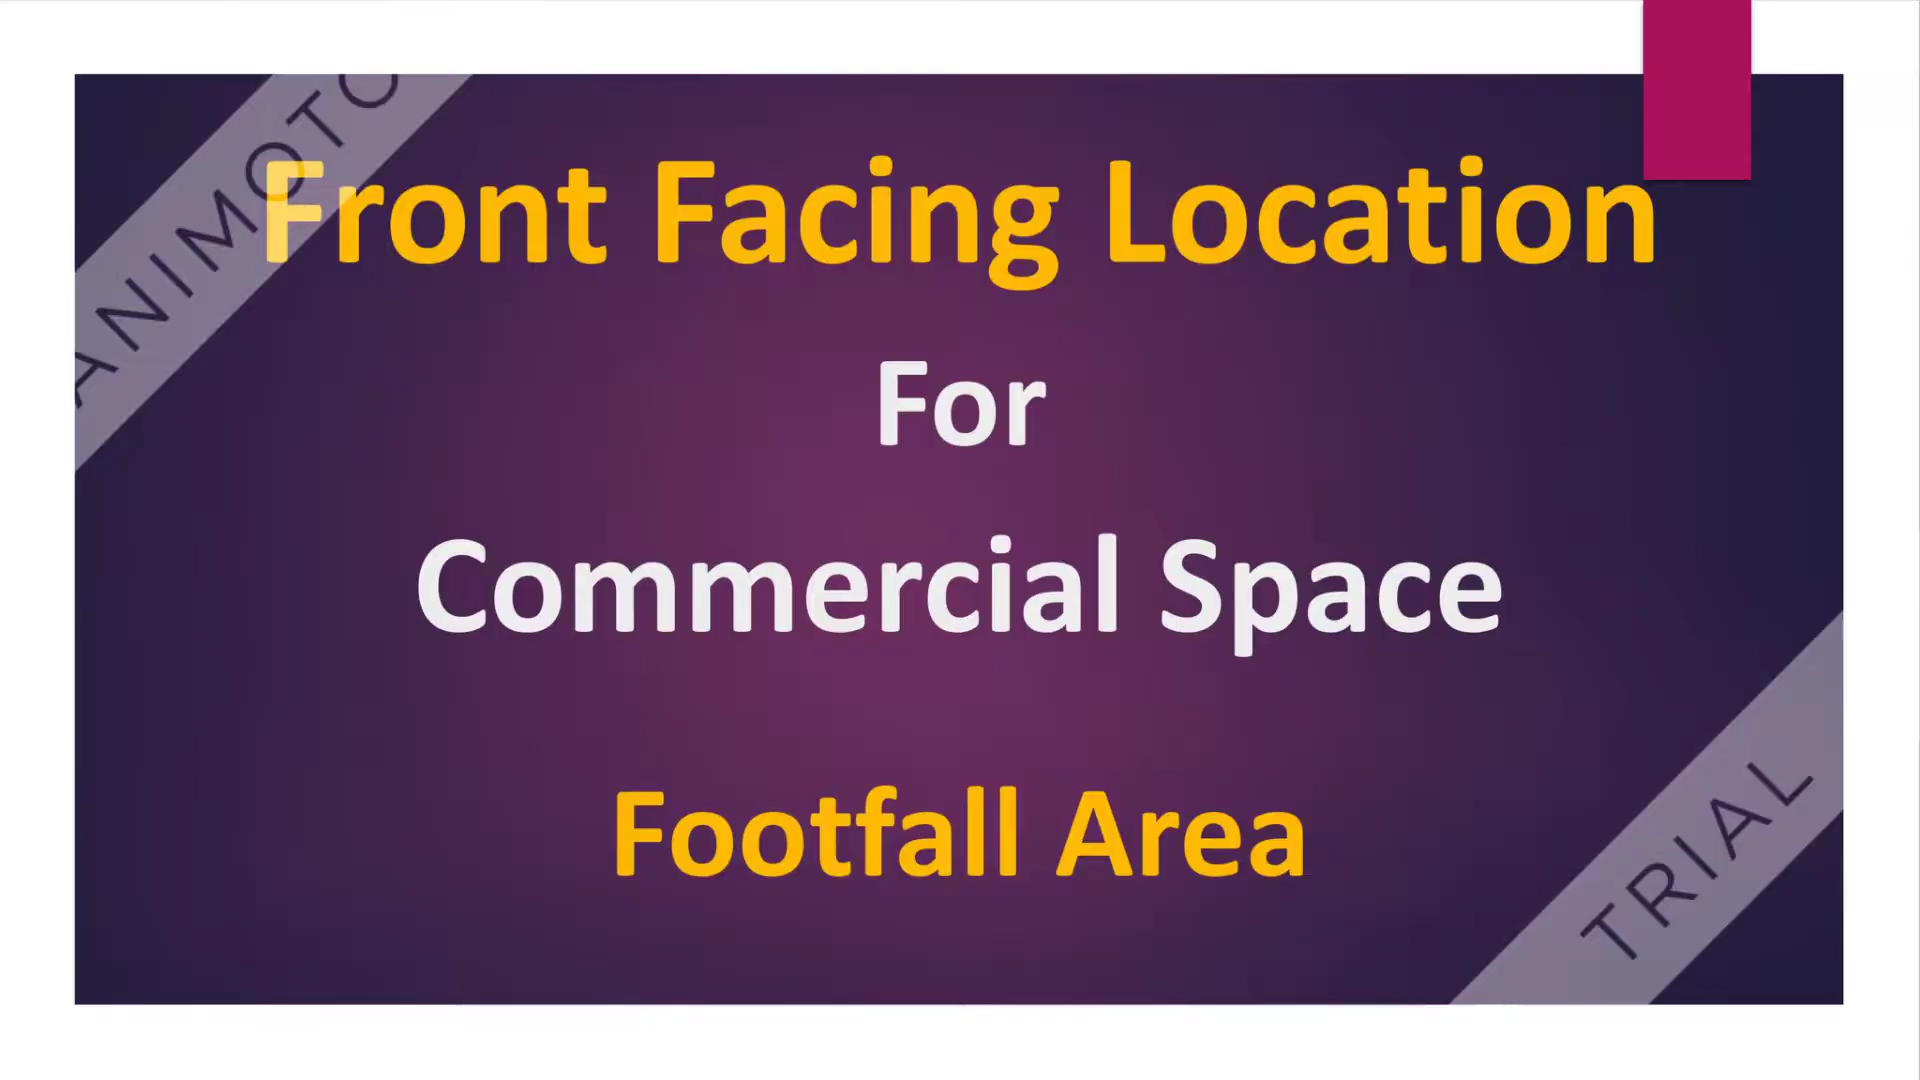 ANIMOTO
Front Facing Location
For
Commercial Space
Footfall Area
TRIAL